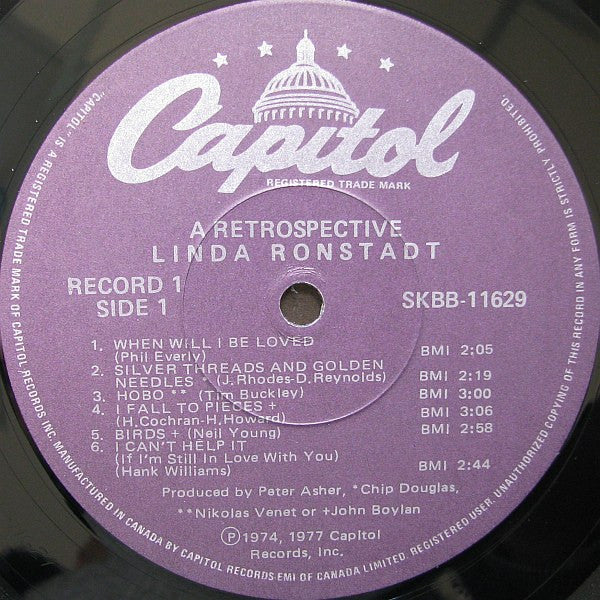 Capitol
REGISTERED TRADE MARK
A RETROSPECTIVE
LINDA RONSTADT
RECORD 1
SIDE 1
SKBB-11629
1. WHEN WILL I BE LOVED
(Phil Everly) BMI 2:05
2. SILVER THREADS AND GOLDEN
NEEDLES * (J. Rhodes-D. Reynolds) BMI 2:19
3. HOBO ** (Tim Buckley) BMI 3:00
4. I FALL TO PIECES +
(H. Cochran-H. Howard) BMI 3:06
5. BIRDS + (Neil Young) BMI 2:58
6. I CAN'T HELP IT
(If I'm Still In Love With You)
(Hank Williams) BMI 2:44
Produced by Peter Asher, *Chip Douglas,
**Nikolas Venet or +John Boylan
Ⓟ1974, 1977 Capitol
Records, Inc.
"CAPITOL" IS A REGISTERED TRADE MARK OF CAPITOL RECORDS INC. MANUFACTURED IN CANADA BY CAPITOL RECORDS-EMI OF CANADA LIMITED. UNAUTHORIZED COPYING OF THIS RECORD IN ANY FORM IS STRICTLY PROHIBITED.